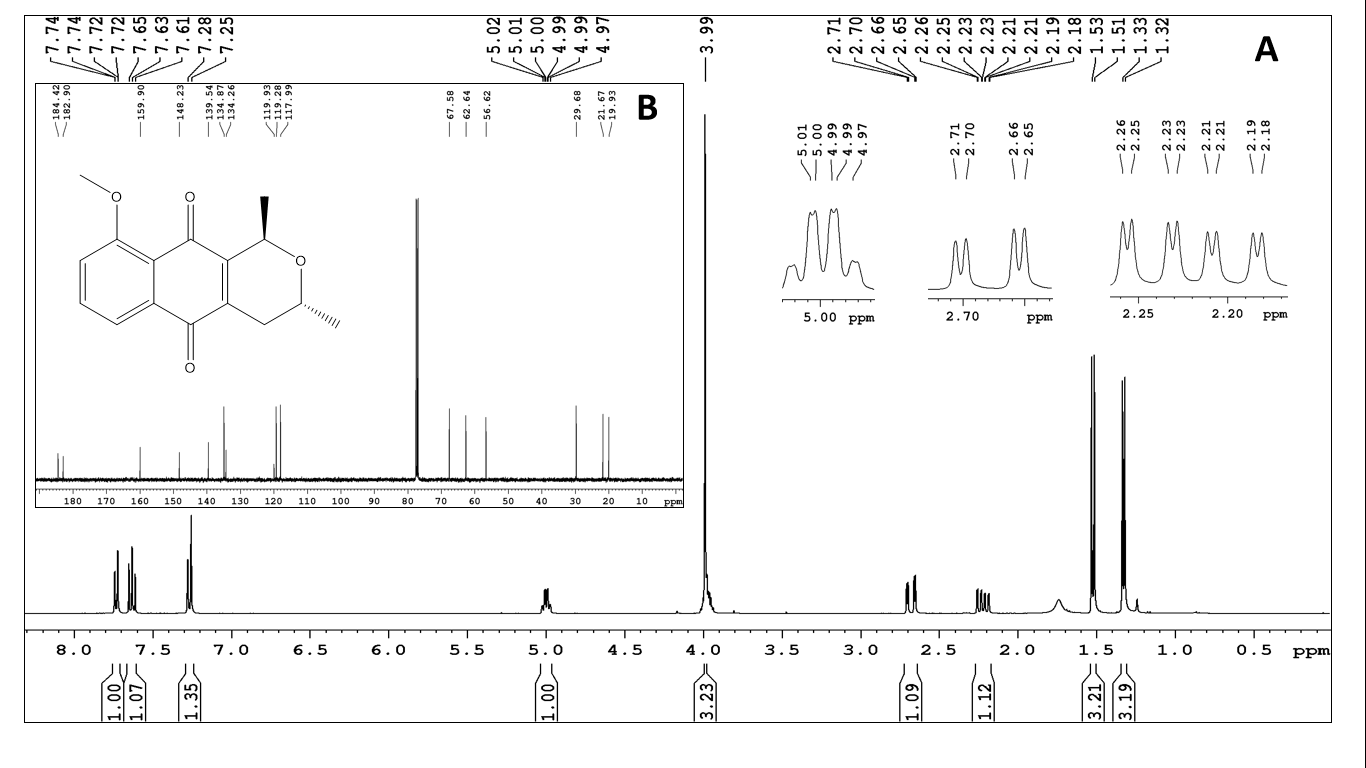 7.74 7.74 7.72 7.72 7.65 7.63 7.61 7.28 7.25 5.02 5.01 5.00 4.99 4.99 4.97 3.99 2.71 2.70 2.66 2.65 2.26 2.25 2.23 2.23 2.21 2.21 2.19 2.18 1.53 1.51 1.33 1.32
A
184.42 182.90 159.90 148.23 139.54 134.87 134.26 119.93 119.28 117.99 67.58 62.64 56.62 29.68 21.67 19.93
B
5.01 5.00 4.99 4.99 4.97
2.71 2.70 2.66 2.65
2.26 2.25 2.23 2.23 2.21 2.21 2.19 2.18
O O
O
O
5.00 ppm
2.70 ppm
2.25 2.20 ppm
180 170 160 150 140 130 120 110 100 90 80 70 60 50 40 30 20 10 ppm
8.0 7.5 7.0 6.5 6.0 5.5 5.0 4.5 4.0 3.5 3.0 2.5 2.0 1.5 1.0 0.5 ppm
1.00 1.07 1.35 1.00 3.23 1.09 1.12 3.21 3.19